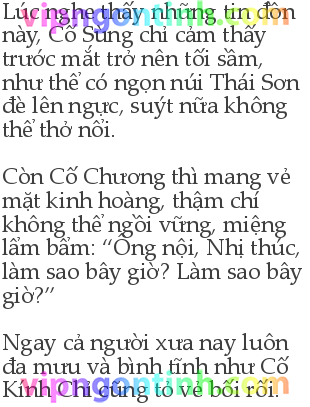 Lúc nghe thấy những tin đồn
này, Cố Sùng chỉ cảm thấy
trước mắt trở nên tối sầm,
như thể có ngọn núi Thái Sơn
đè lên ngực, suýt nữa không
thể thở nổi.
Còn Cố Chương thì mang vẻ
mặt kinh hoàng, thậm chí
không thể ngồi vững, miệng
lẩm bẩm: “Ông nội, Nhị thúc,
làm sao bây giờ? Làm sao bây
giờ?”
Ngay cả người xưa nay luôn
đa mưu và bình tĩnh như Cố
Kính Chi cũng tỏ vẻ bối rối.
vipngontinh.com
vipngontinh.com